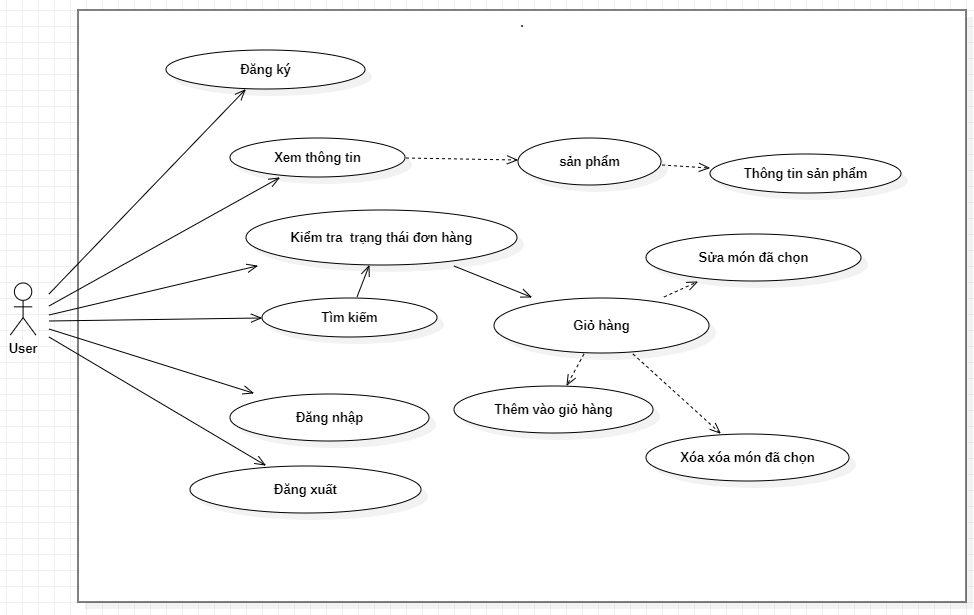 Đăng ký
Xem thông tin
sản phẩm
Thông tin sản phẩm
Kiểm tra  trạng thái đơn hàng
Sửa món đã chọn
Tìm kiếm
Giỏ hàng
User
Thêm vào giỏ hàng
Đăng nhập
Xóa xóa món đã chọn
Đăng xuất